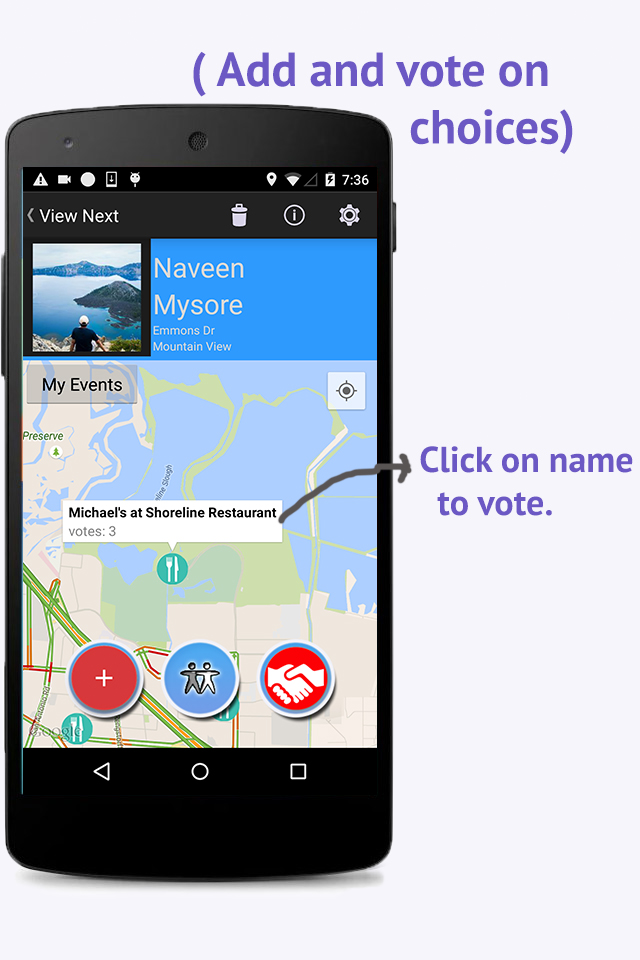 ( Add and vote on
choices)
7:36
View Next
Naveen
Mysore
Emmons Dr
Mountain View
My Events
Preserve
Slough
Click on name
to vote.
Michael's at Shoreline Restaurant
votes: 3
+
Google